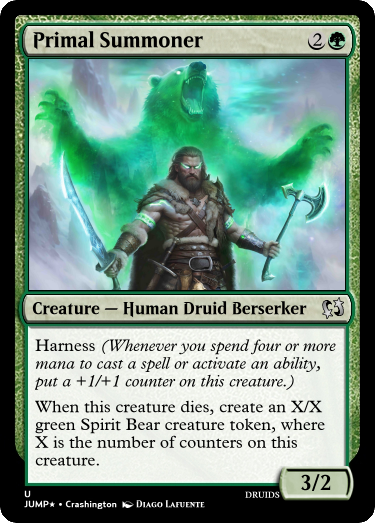 Primal Summoner 2
Creature — Human Druid Berserker
Harness (Whenever you spend four or more
mana to cast a spell or activate an ability,
put a +1/+1 counter on this creature.)
When this creature dies, create an X/X
green Spirit Bear creature token, where
X is the number of counters on this
creature.
3/2
U
DRUIDS
JUMP★ • Crashington Diago Lafuente